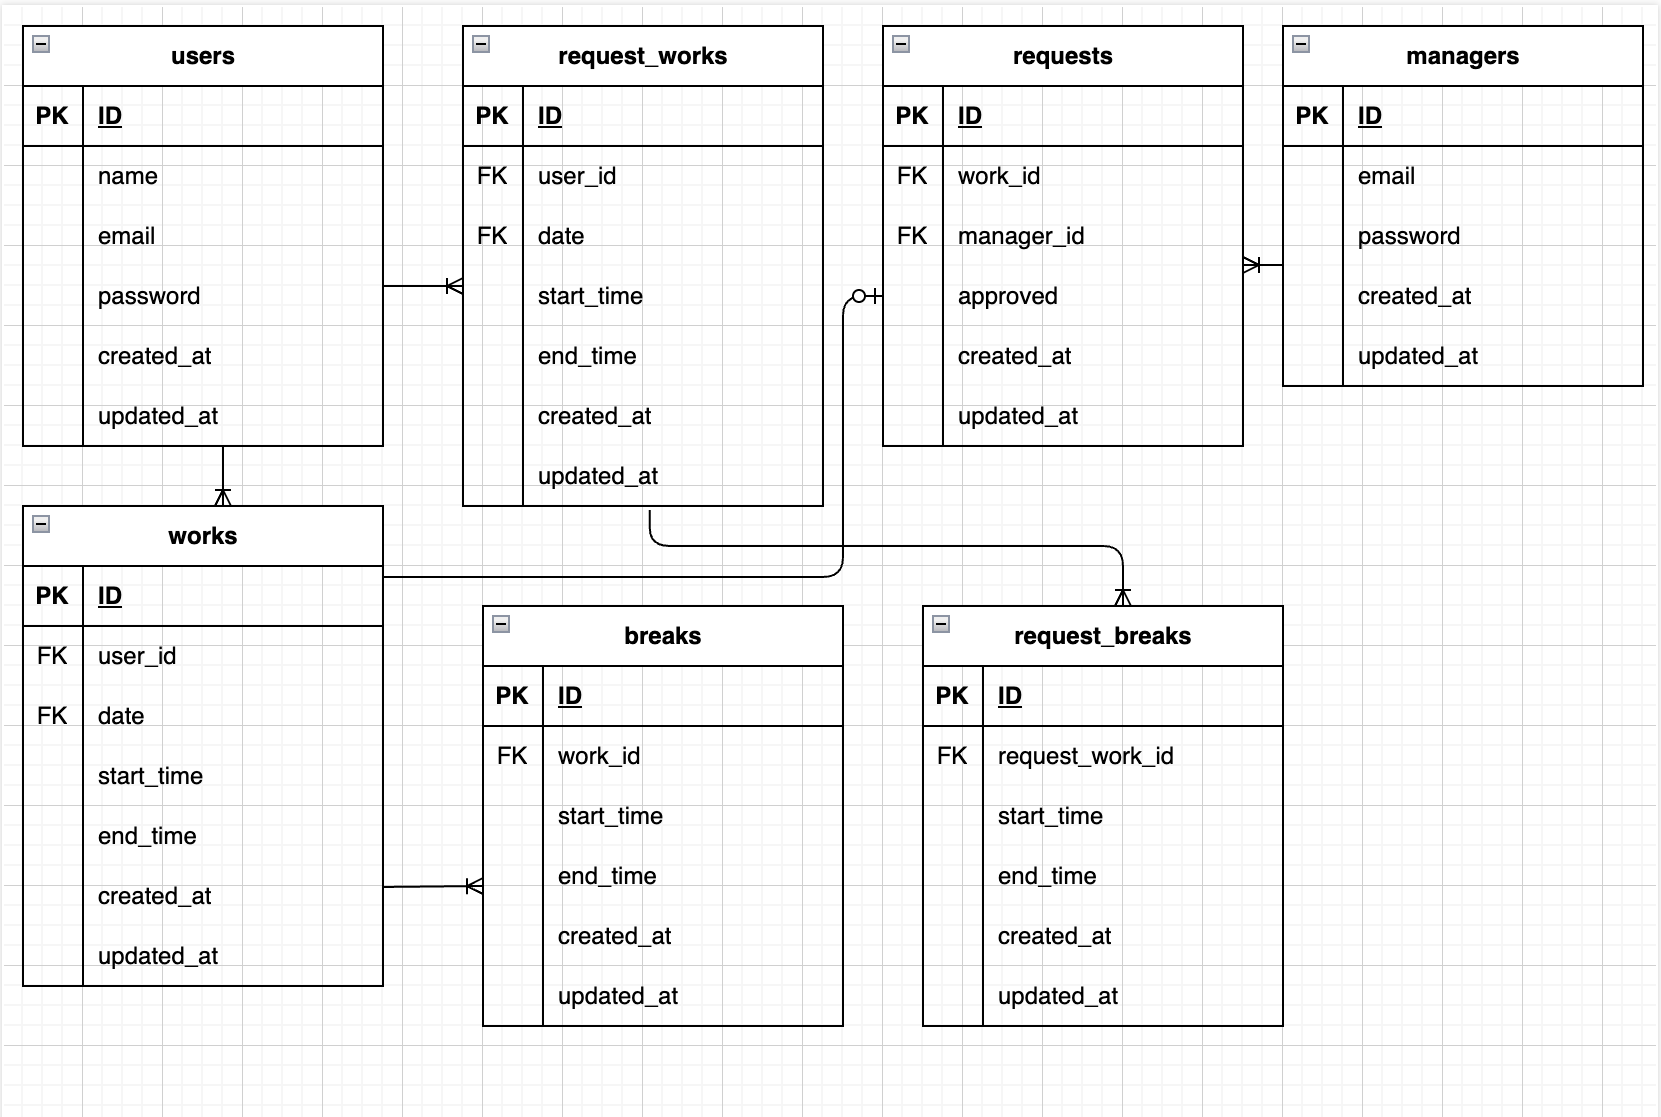 users
PK ID
name
email
password
created_at
updated_at
request_works
PK ID
FK user_id
FK date
start_time
end_time
created_at
updated_at
requests
PK ID
FK work_id
FK manager_id
approved
created_at
updated_at
managers
PK ID
email
password
created_at
updated_at
works
PK ID
FK user_id
FK date
start_time
end_time
created_at
updated_at
breaks
PK ID
FK work_id
start_time
end_time
created_at
updated_at
request_breaks
PK ID
FK request_work_id
start_time
end_time
created_at
updated_at